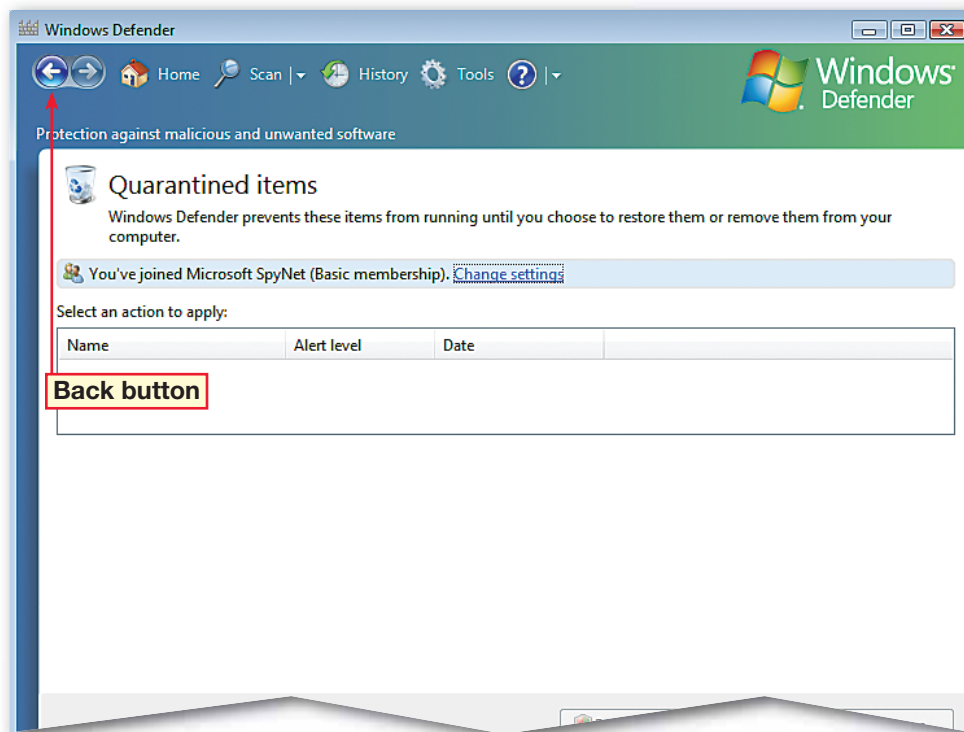 Windows Defender
Home Scan History Tools ?
Windows
Defender
Protection against malicious and unwanted software
Quarantined items
Windows Defender prevents these items from running until you choose to restore them or remove them from your
computer.
You've joined Microsoft SpyNet (Basic membership). Change settings
Select an action to apply:
Name Alert level Date
Back button